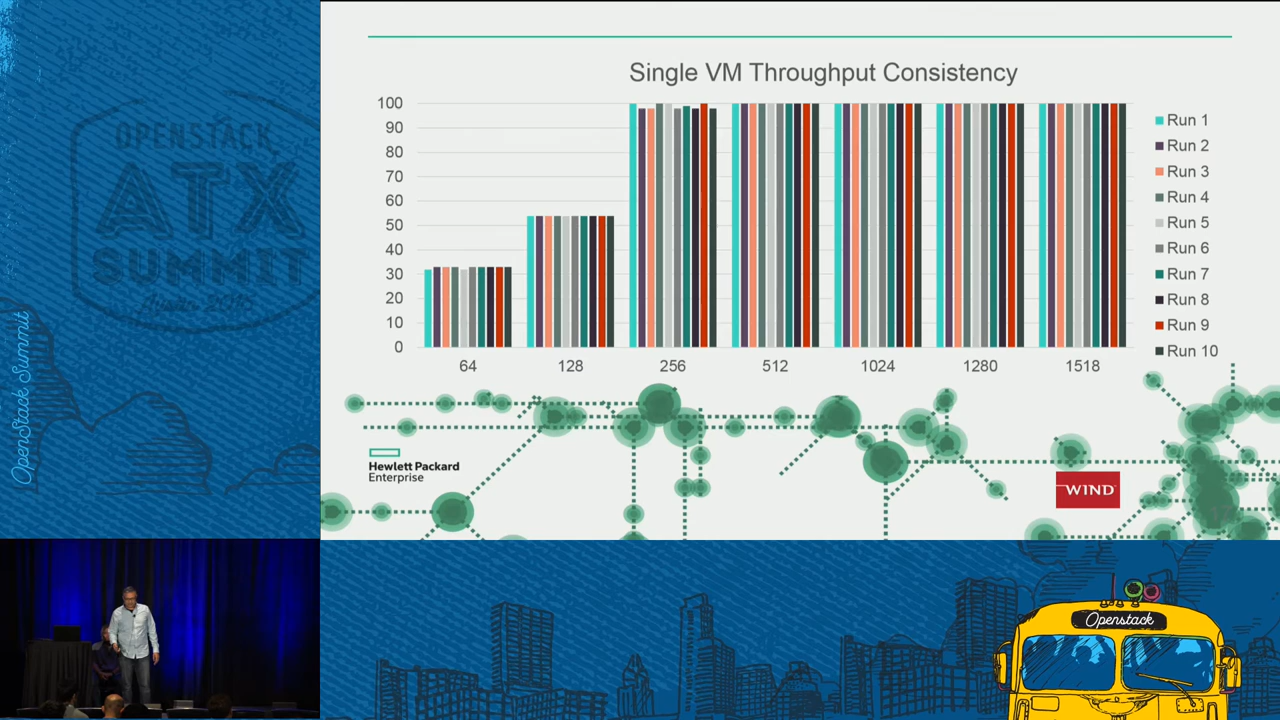 OPENSTACK
ATX
SUMMIT
Austin 2016
OpenStack Summit
Single VM Throughput Consistency
100
90
80
70
60
50
40
30
20
10
0
64
128
256
512
1024
1280
1518
Run 1
Run 2
Run 3
Run 4
Run 5
Run 6
Run 7
Run 8
Run 9
Run 10
Hewlett Packard
Enterprise
WIND
Openstack